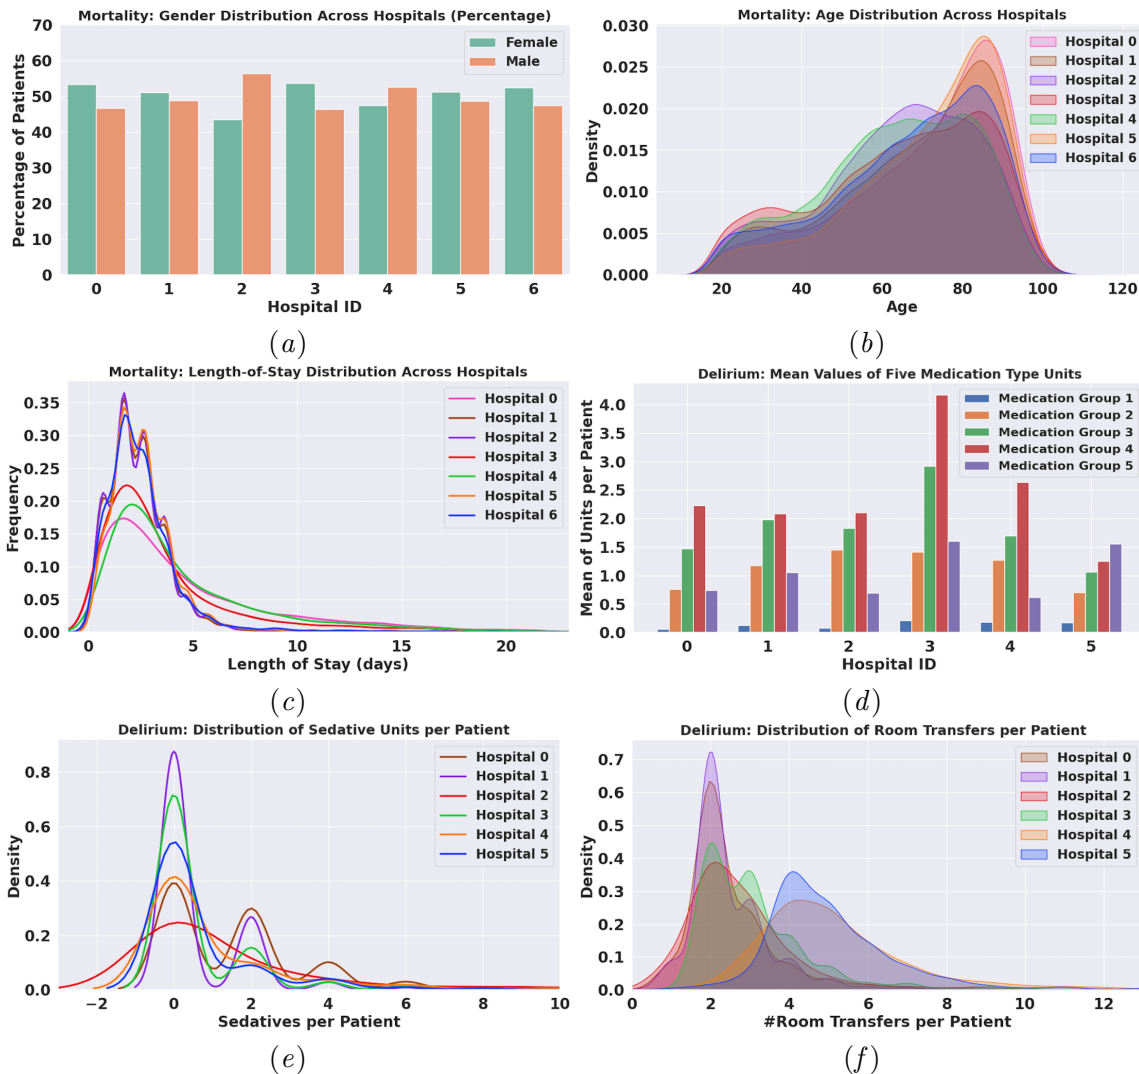 Mortality: Gender Distribution Across Hospitals (Percentage)
70
60
50
40
30
20
10
0
Percentage of Patients
Female
Male
0 1 2 3 4 5 6
Hospital ID
(a)
Mortality: Age Distribution Across Hospitals
0.030
0.025
0.020
0.015
0.010
0.005
0.000
Density
Hospital 0
Hospital 1
Hospital 2
Hospital 3
Hospital 4
Hospital 5
Hospital 6
20 40 60 80 100 120
Age
(b)
Mortality: Length-of-Stay Distribution Across Hospitals
0.35
0.30
0.25
0.20
0.15
0.10
0.05
0.00
Frequency
Hospital 0
Hospital 1
Hospital 2
Hospital 3
Hospital 4
Hospital 5
Hospital 6
0 5 10 15 20
Length of Stay (days)
(c)
Delirium: Mean Values of Five Medication Type Units
4.0
3.5
3.0
2.5
2.0
1.5
1.0
0.5
0.0
Mean of Units per Patient
Medication Group 1
Medication Group 2
Medication Group 3
Medication Group 4
Medication Group 5
0 1 2 3 4 5
Hospital ID
(d)
Delirium: Distribution of Sedative Units per Patient
0.8
0.6
0.4
0.2
0.0
Density
Hospital 0
Hospital 1
Hospital 2
Hospital 3
Hospital 4
Hospital 5
−2 0 2 4 6 8 10
Sedatives per Patient
(e)
Delirium: Distribution of Room Transfers per Patient
0.7
0.6
0.5
0.4
0.3
0.2
0.1
0.0
Density
Hospital 0
Hospital 1
Hospital 2
Hospital 3
Hospital 4
Hospital 5
0 2 4 6 8 10 12
#Room Transfers per Patient
(f)